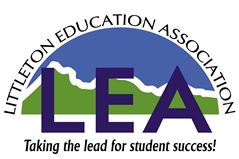 LITTLETON EDUCATION ASSOCIATION
LEA
Taking the lead for student success!